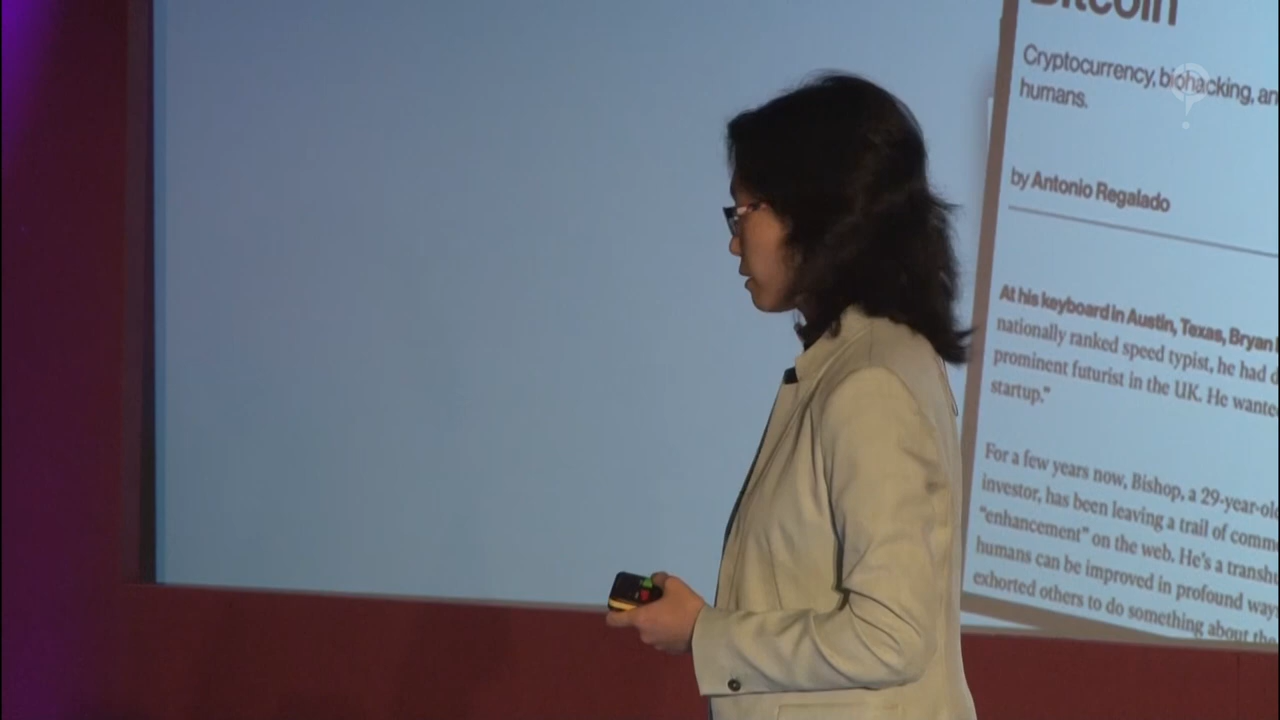 Bitcoin
Cryptocurrency, biohacking, an
humans.
by Antonio Regalado
At his keyboard in Austin, Texas, Bryan
nationally ranked speed typist, he had d
prominent futurist in the UK. He wante
startup."
For a few years now, Bishop, a 29-year-old
investor, has been leaving a trail of comm
"enhancement" on the web. He's a transh
humans can be improved in profound way
exhorted others to do something about the